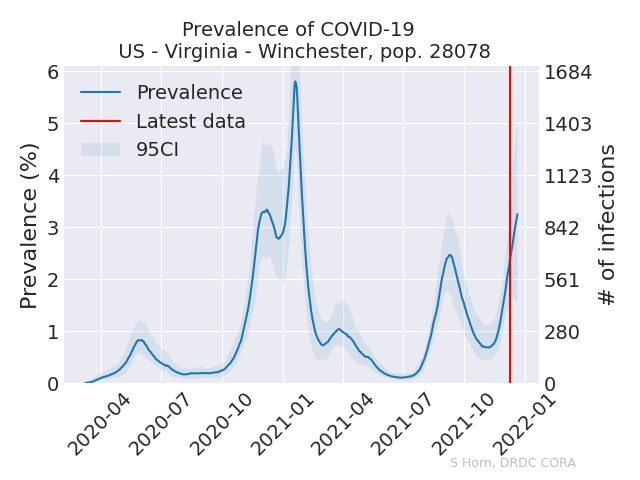 Prevalence of COVID-19
US - Virginia - Winchester, pop. 28078
Prevalence
Latest data
95CI
Prevalence (%)
6
5
4
3
2
1
0
1684
1403
1123
842
561
280
0
# of infections
2020-04
2020-07
2020-10
2021-01
2021-04
2021-07
2021-10
2022-01
S Horn, DRDC CORA